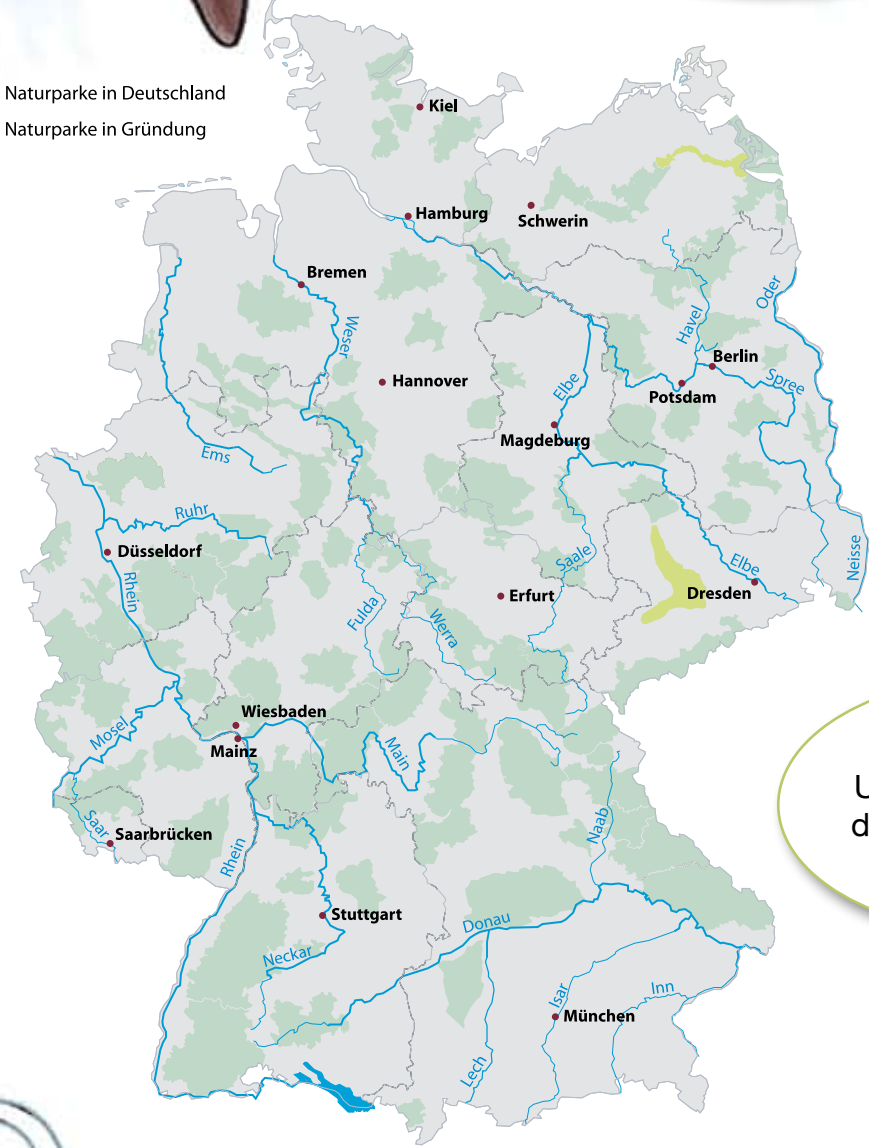 Naturparke in Deutschland
Naturparke in Gründung
Kiel
Hamburg
Schwerin
Bremen
Weser
Havel
Oder
Berlin
Spree
Hannover
Elbe
Potsdam
Magdeburg
Ems
Ruhr
Düsseldorf
Rhein
Saale
Elbe
Neisse
Dresden
Erfurt
Fulda
Werra
Wiesbaden
Mosel
Mainz
Main
Saar
Saarbrücken
Rhein
Naab
Stuttgart
Donau
Neckar
Isar
Inn
München
Lech